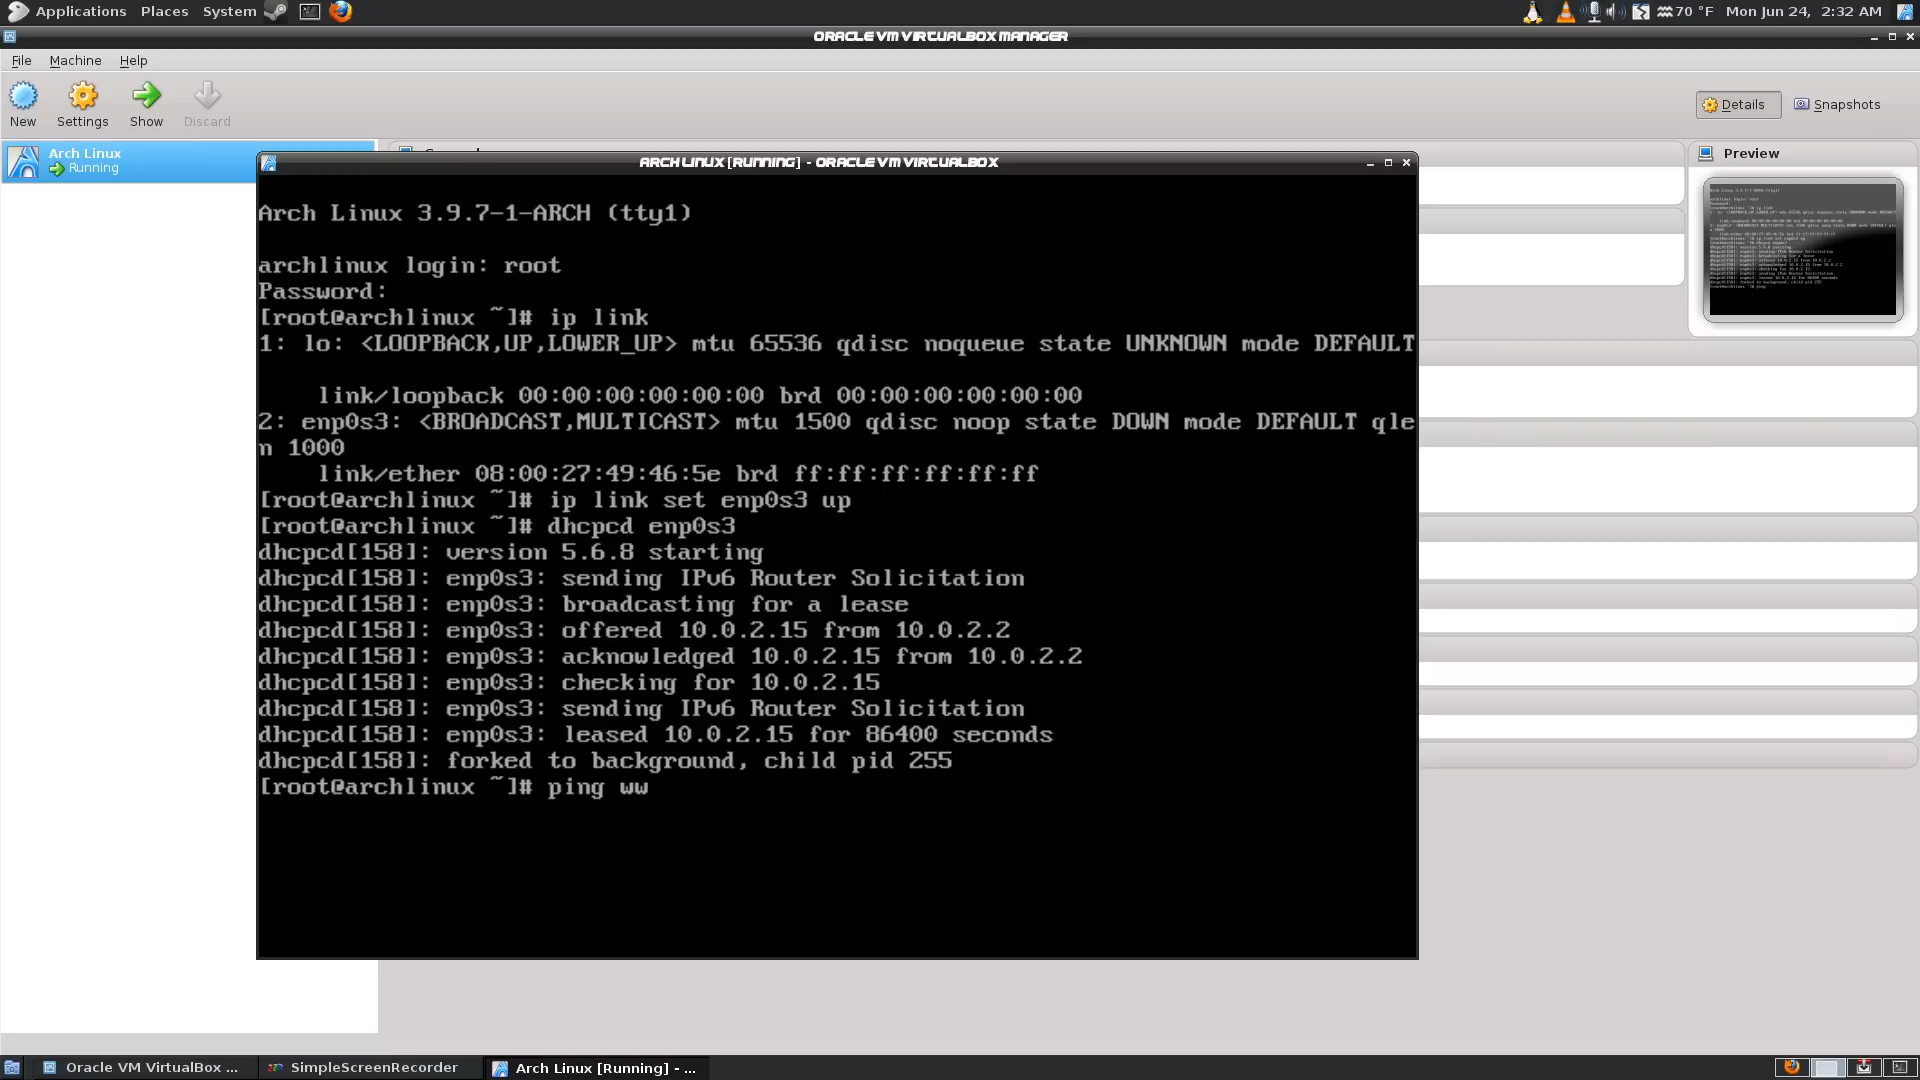 Applications Places System
70 °F Mon Jun 24, 2:32 AM
ORACLE VM VIRTUALBOX MANAGER
File Machine Help
New Settings Show Discard
Details Snapshots
Arch Linux
Running
Preview
ARCH LINUX [RUNNING] - ORACLE VM VIRTUALBOX
Arch Linux 3.9.7-1-ARCH (tty1)
archlinux login: root
Password:
[root@archlinux ~]# ip link
1: lo: <LOOPBACK,UP,LOWER_UP> mtu 65536 qdisc noqueue state UNKNOWN mode DEFAULT
link/loopback 00:00:00:00:00:00 brd 00:00:00:00:00:00
2: enp0s3: <BROADCAST,MULTICAST> mtu 1500 qdisc noop state DOWN mode DEFAULT qle
n 1000
link/ether 08:00:27:49:46:5e brd ff:ff:ff:ff:ff:ff
[root@archlinux ~]# ip link set enp0s3 up
[root@archlinux ~]# dhcpcd enp0s3
dhcpcd[158]: version 5.6.8 starting
dhcpcd[158]: enp0s3: sending IPv6 Router Solicitation
dhcpcd[158]: enp0s3: broadcasting for a lease
dhcpcd[158]: enp0s3: offered 10.0.2.15 from 10.0.2.2
dhcpcd[158]: enp0s3: acknowledged 10.0.2.15 from 10.0.2.2
dhcpcd[158]: enp0s3: checking for 10.0.2.15
dhcpcd[158]: enp0s3: sending IPv6 Router Solicitation
dhcpcd[158]: enp0s3: leased 10.0.2.15 for 86400 seconds
dhcpcd[158]: forked to background, child pid 255
[root@archlinux ~]# ping ww
Oracle VM VirtualBox ... SimpleScreenRecorder Arch Linux [Running] - ...